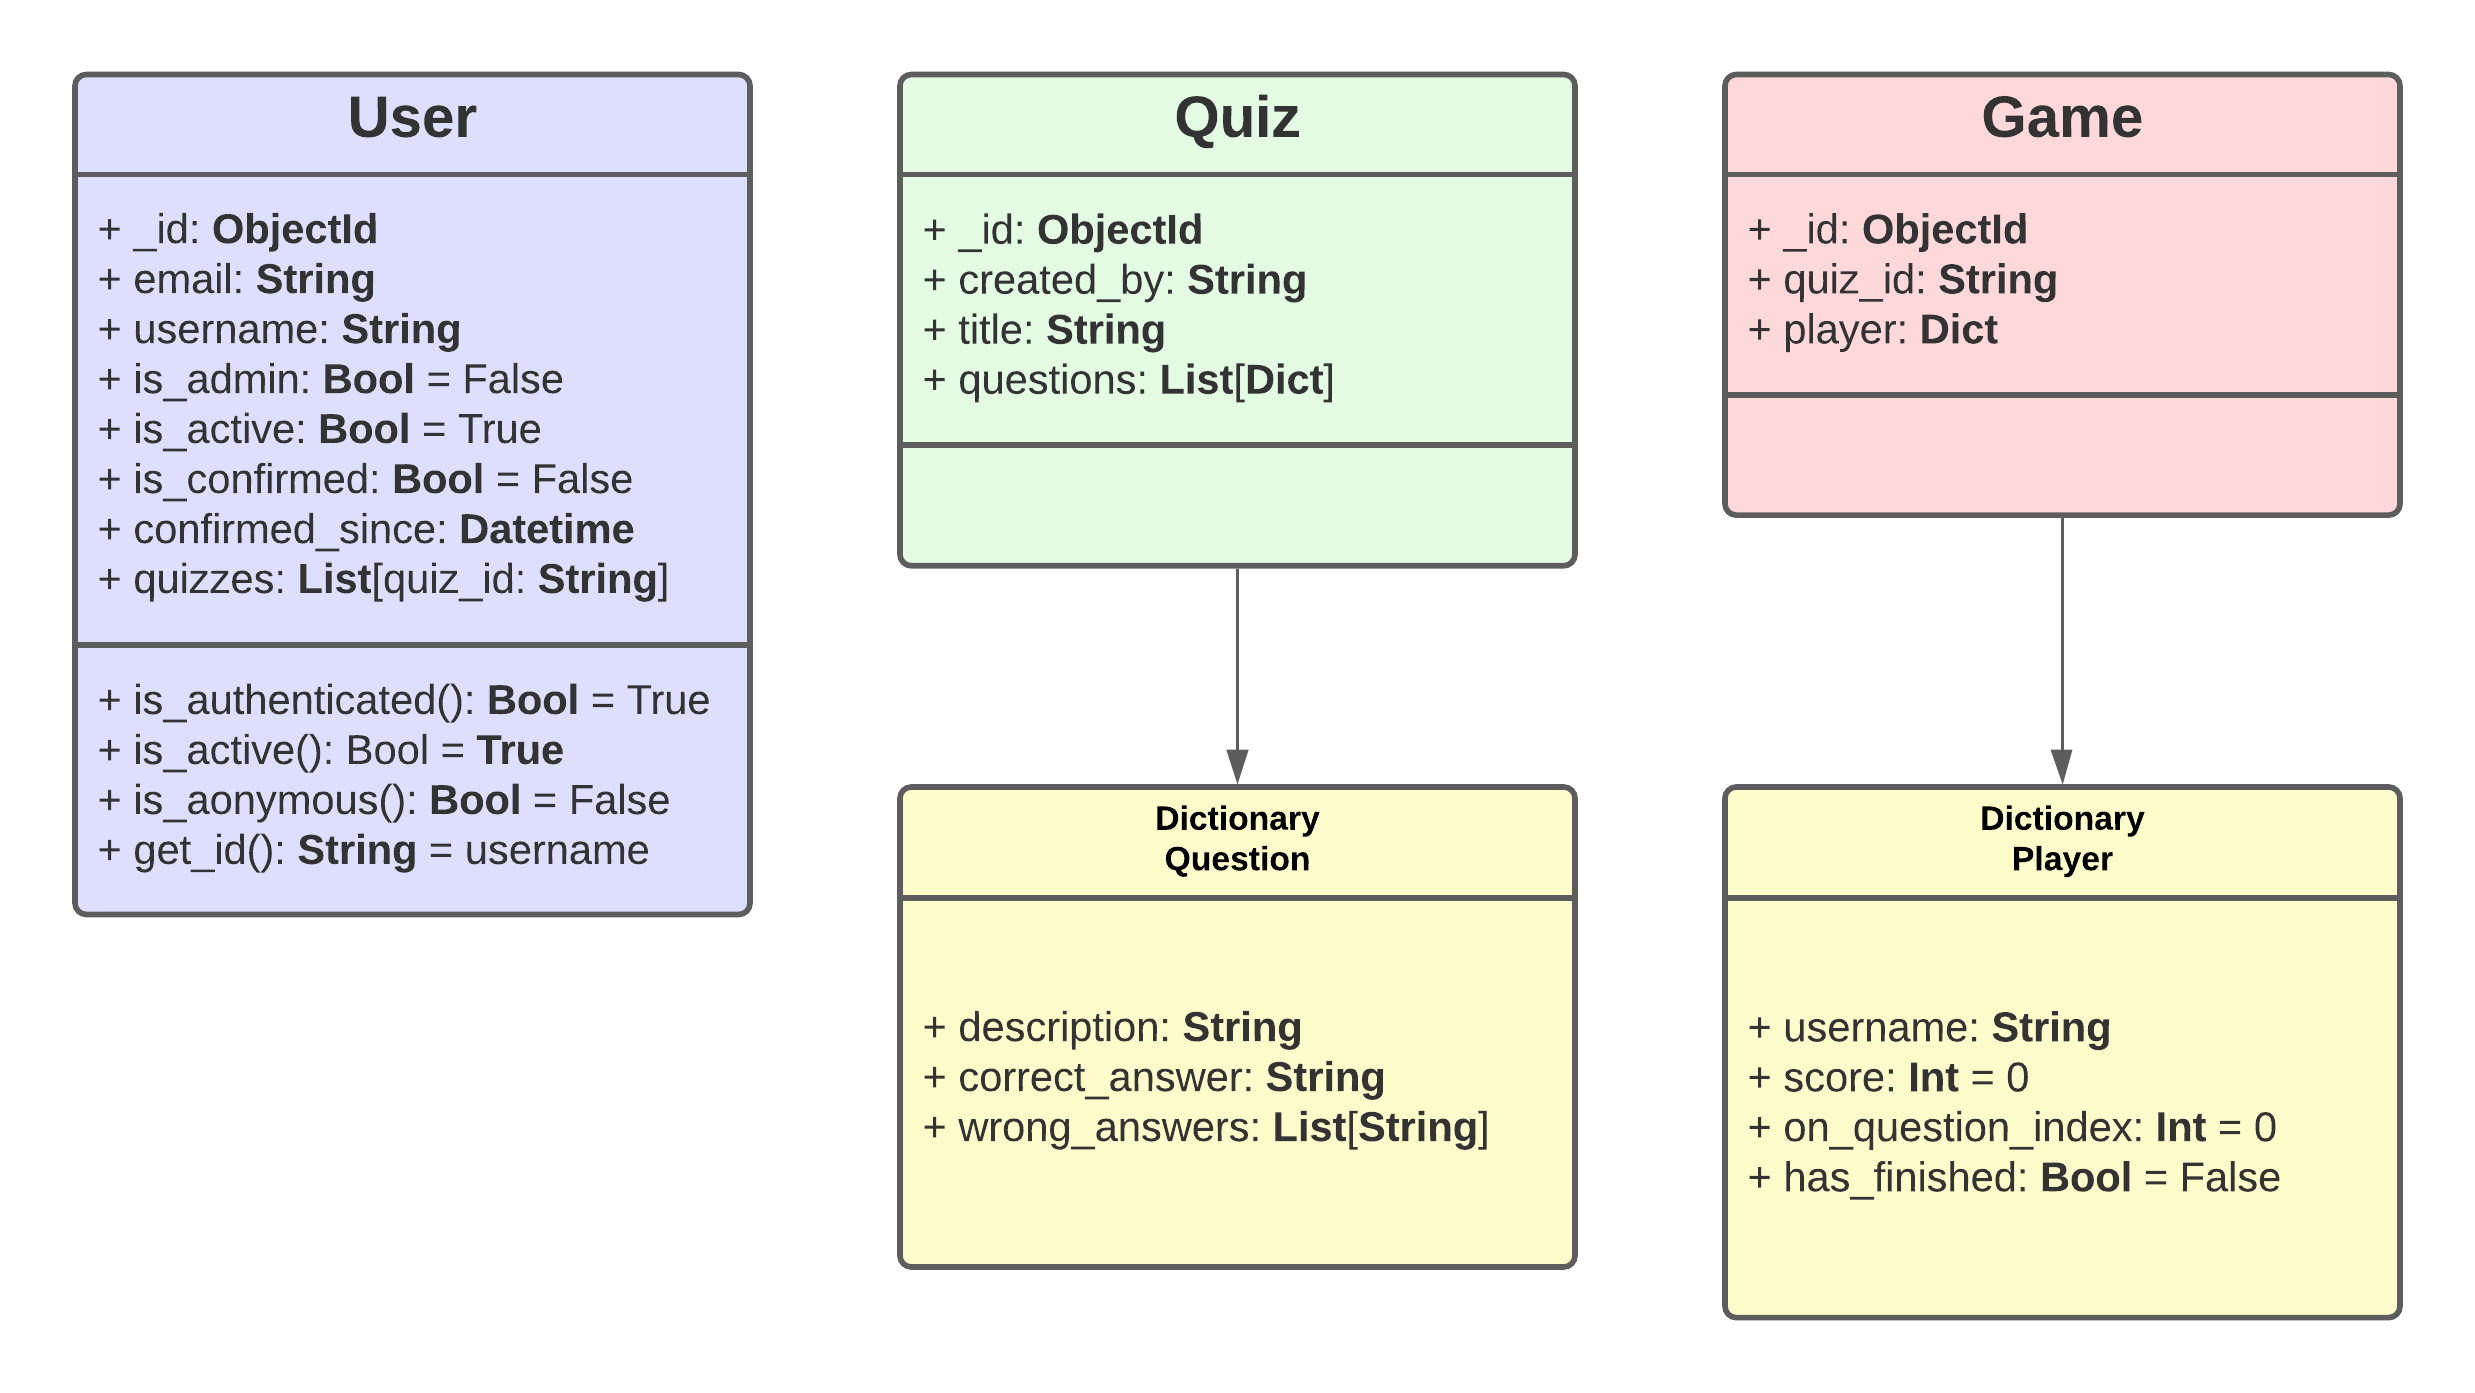 User
+ _id: ObjectId
+ email: String
+ username: String
+ is_admin: Bool = False
+ is_active: Bool = True
+ is_confirmed: Bool = False
+ confirmed_since: Datetime
+ quizzes: List[quiz_id: String]
+ is_authenticated(): Bool = True
+ is_active(): Bool = True
+ is_aonymous(): Bool = False
+ get_id(): String = username
Quiz
+ _id: ObjectId
+ created_by: String
+ title: String
+ questions: List[Dict]
Dictionary
Question
+ description: String
+ correct_answer: String
+ wrong_answers: List[String]
Game
+ _id: ObjectId
+ quiz_id: String
+ player: Dict
Dictionary
Player
+ username: String
+ score: Int = 0
+ on_question_index: Int = 0
+ has_finished: Bool = False